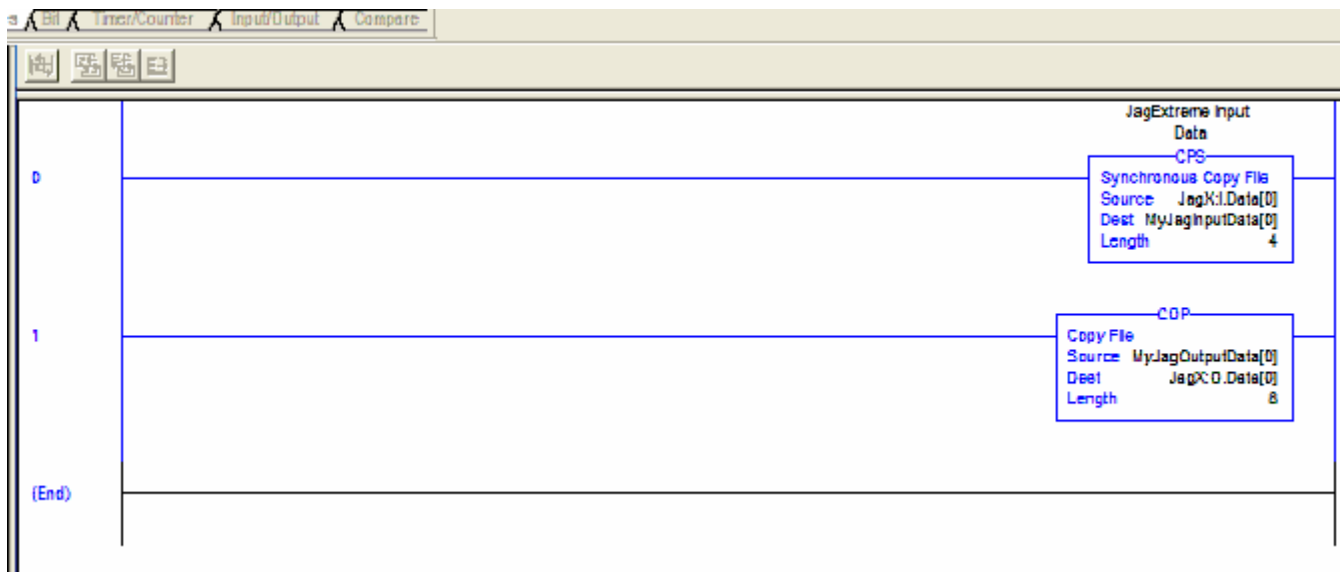 s Bit Timer/Counter Input/Output Compare
JagExtreme Input
Data
CPS
0
Synchronous Copy File
Source JagX:I.Data[0]
Dest MyJagInputData[0]
Length 4
COP
1
Copy File
Source MyJagOutputData[0]
Dest JagX:O.Data[0]
Length
(End)